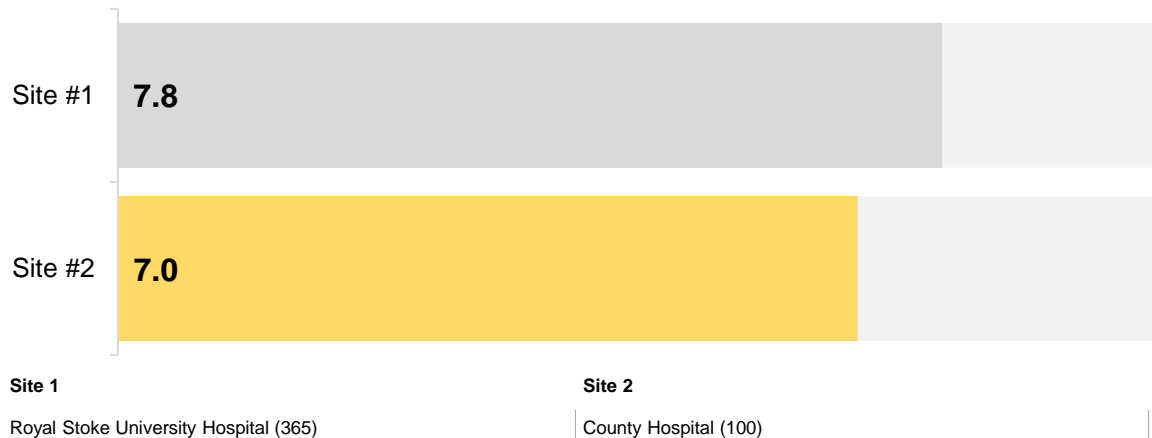 Site #1 7.8
Site #2 7.0
Site 1 Site 2
Royal Stoke University Hospital (365) County Hospital (100)